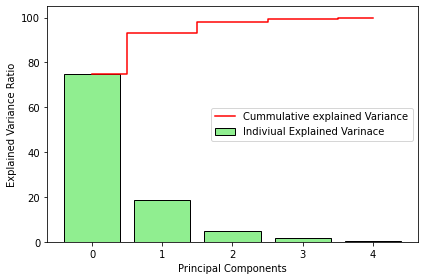 100
80
60
40
20
0
Explained Variance Ratio
Cummulative explained Variance
Indiviual Explained Varinace
0 1 2 3 4
Principal Components